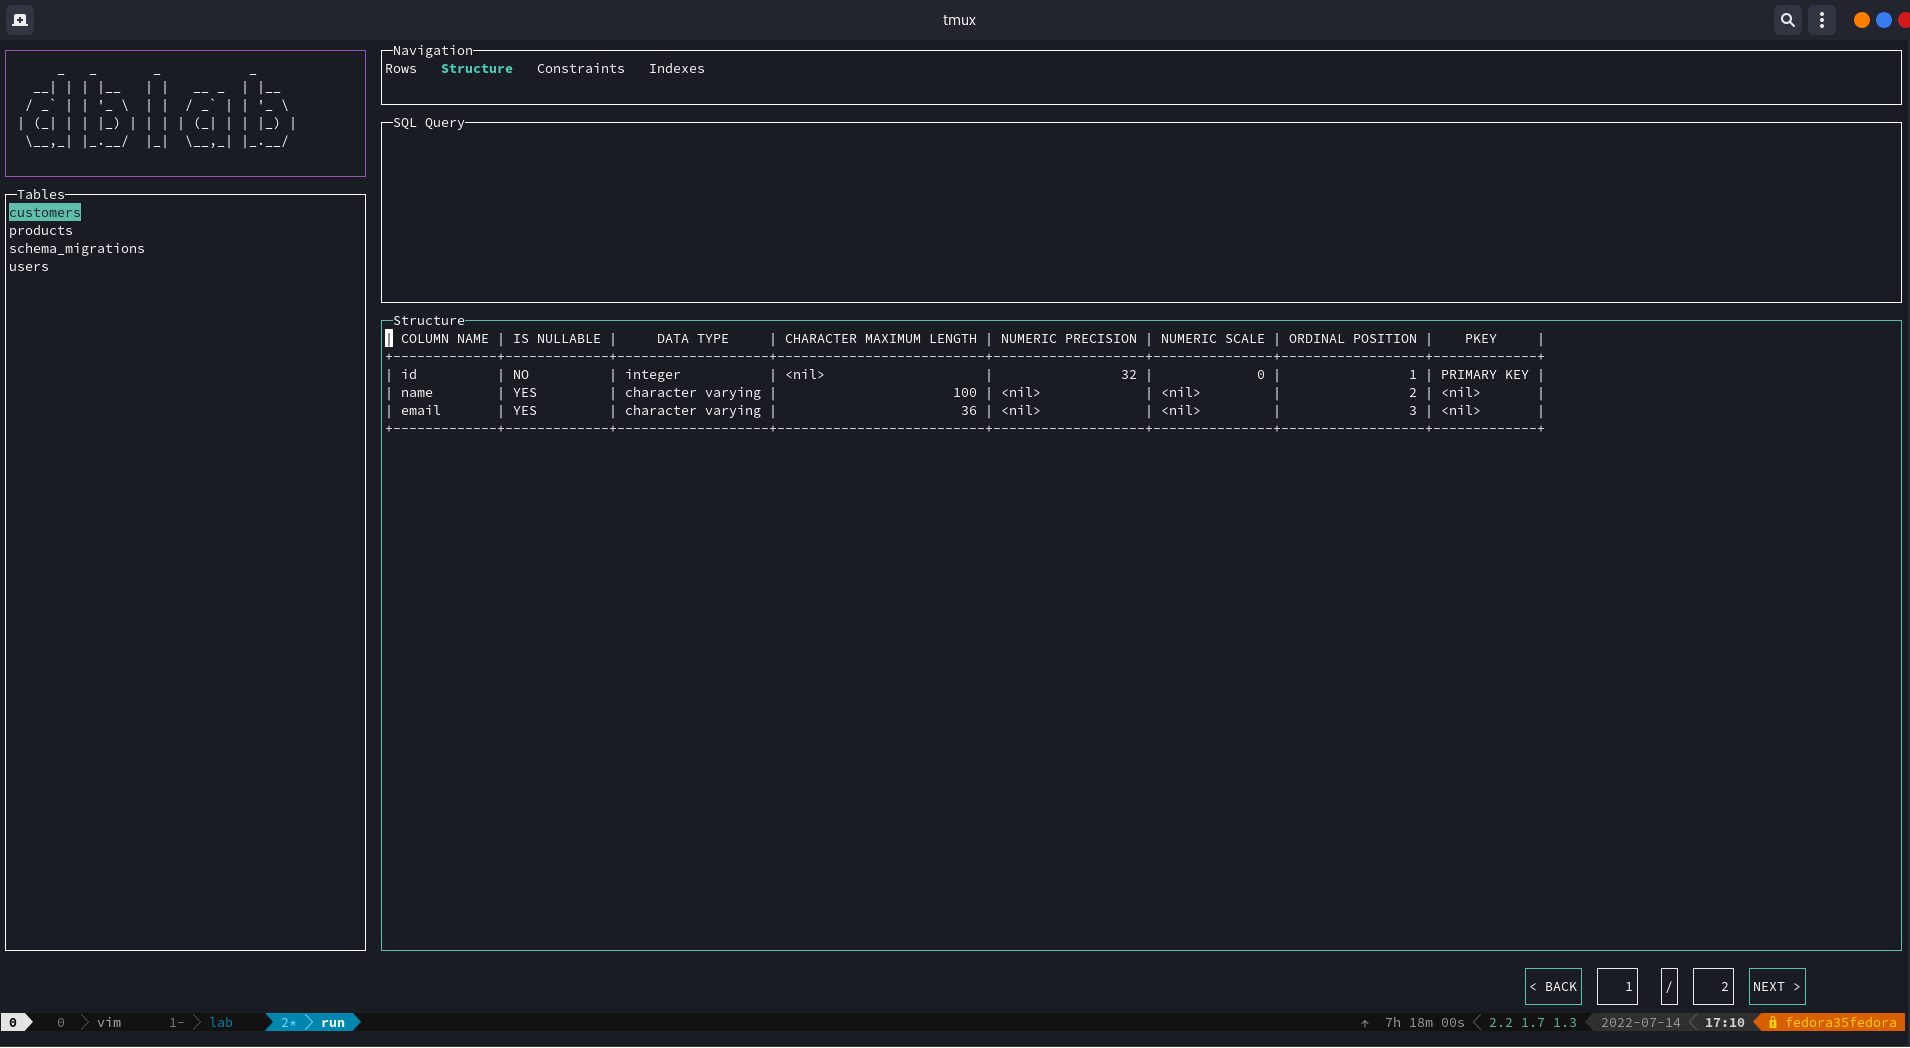 tmux
dblab
Tables
customers
products
schema_migrations
users
Navigation
Rows Structure Constraints Indexes
SQL Query
Structure
| COLUMN NAME | IS NULLABLE | DATA TYPE | CHARACTER MAXIMUM LENGTH | NUMERIC PRECISION | NUMERIC SCALE | ORDINAL POSITION | PKEY |
| id | NO | integer | <nil> | 32 | 0 | 1 | PRIMARY KEY |
| name | YES | character varying | 100 | <nil> | <nil> | 2 | <nil> |
| email | YES | character varying | 36 | <nil> | <nil> | 3 | <nil> |
< BACK 1 / 2 NEXT >
0 0 vim 1- lab 2* run ↑ 7h 18m 00s 2.2 1.7 1.3 2022-07-14 17:10 fedora35fedora